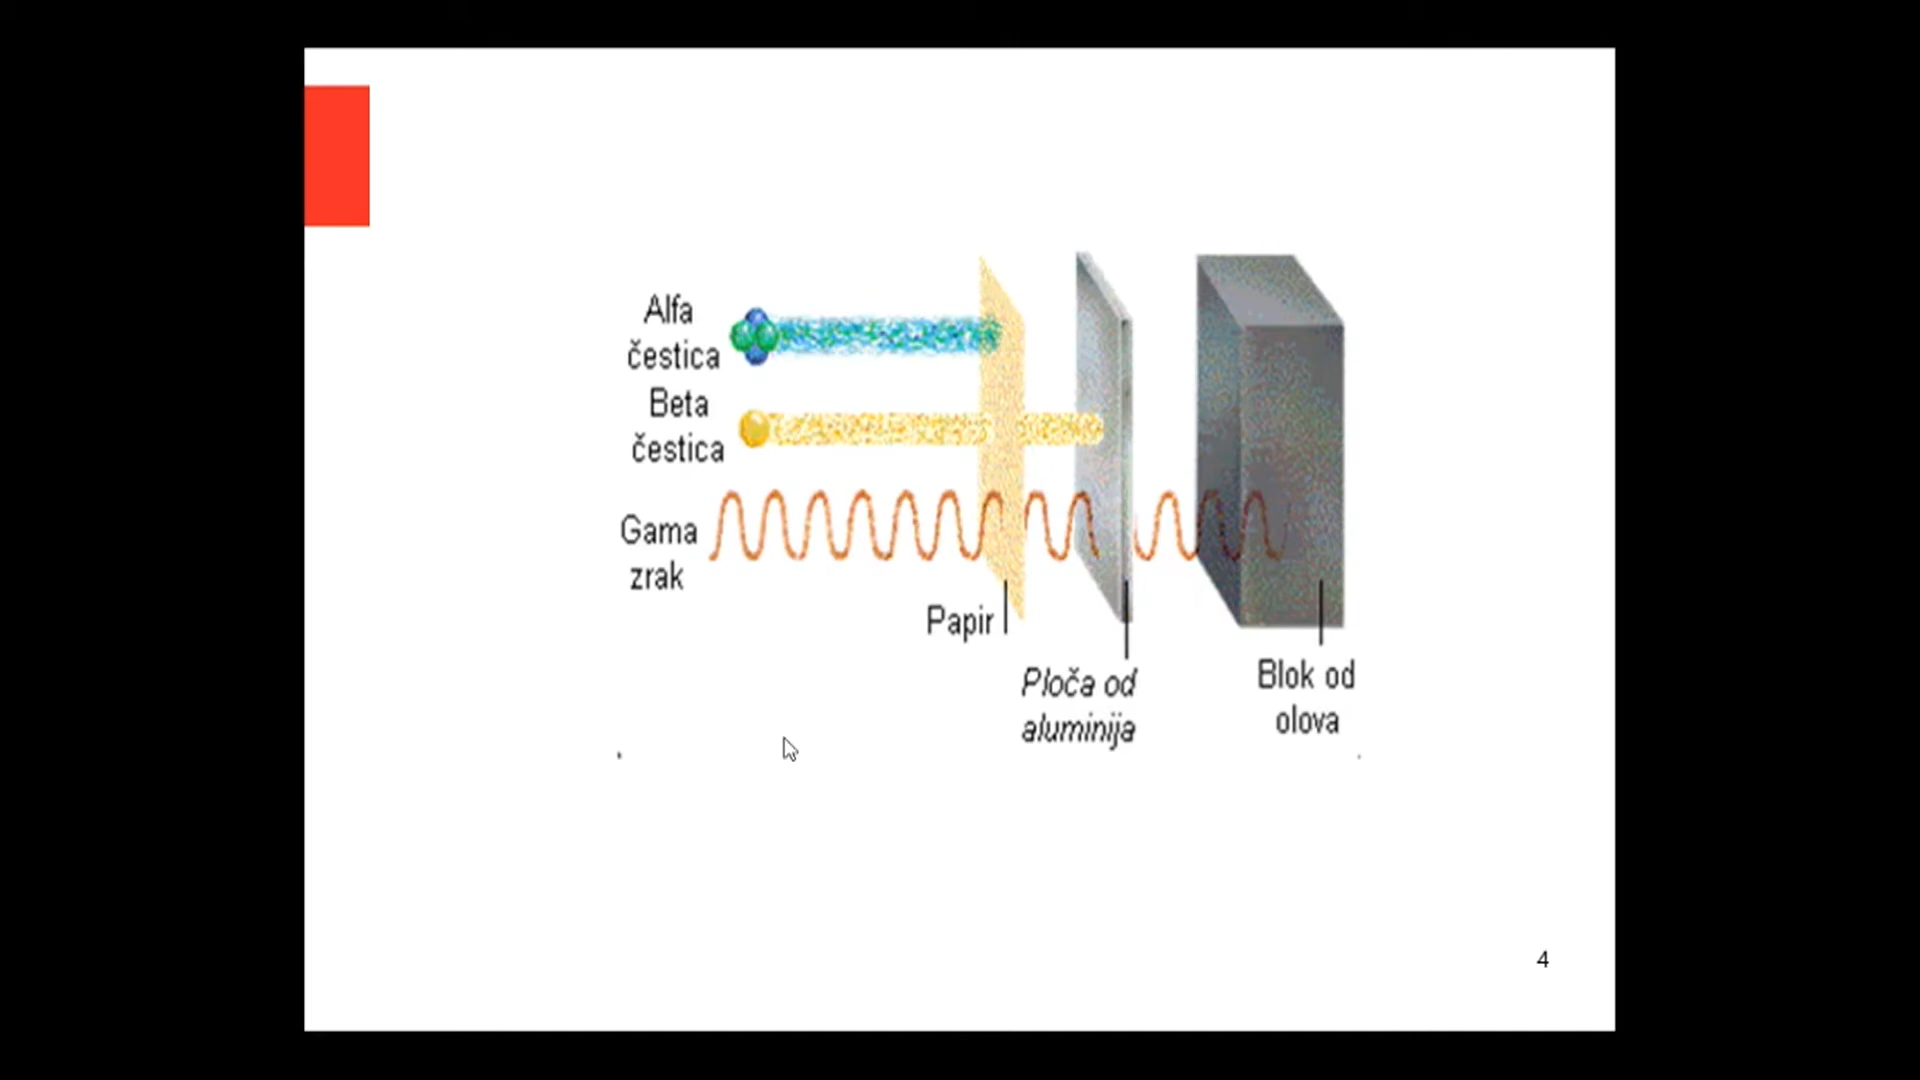 Alfa
čestica
Beta
čestica
Gama
zrak
Papir
Ploča od
aluminija
Blok od
olova
4